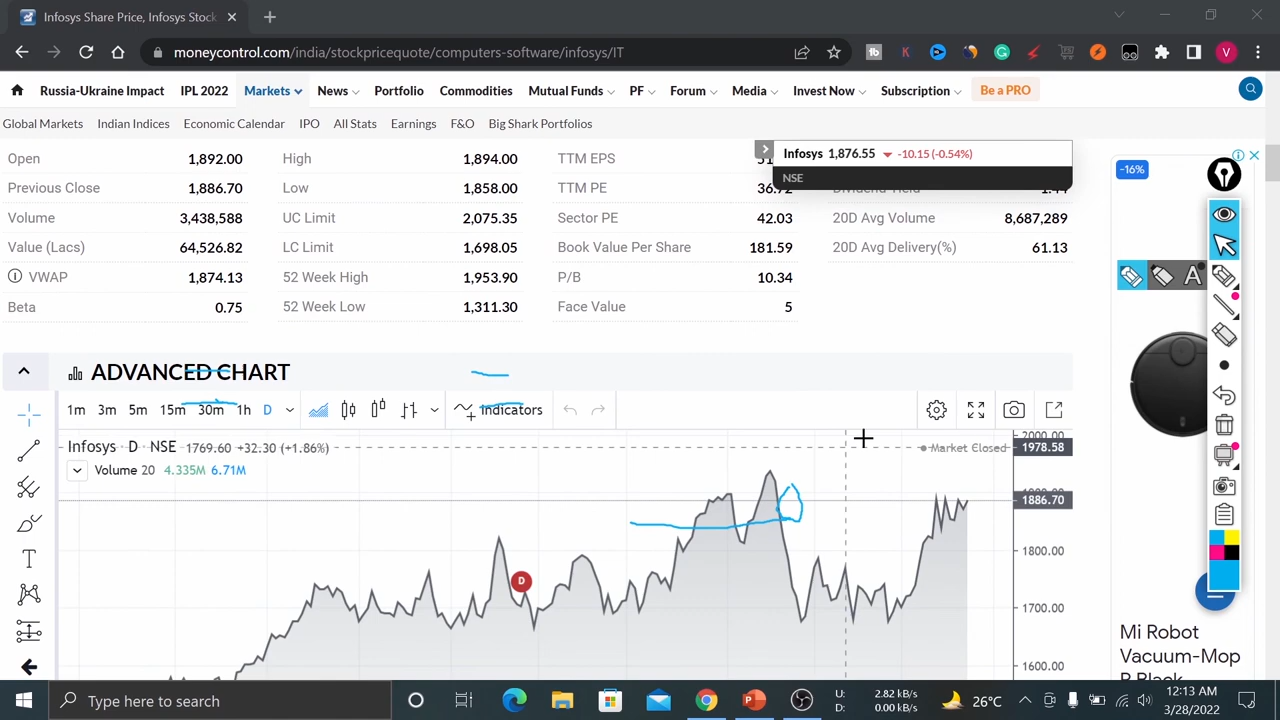 Infosys Share Price, Infosys Stock
moneycontrol.com/india/stockpricequote/computers-software/infosys/IT
Russia-Ukraine Impact IPL 2022 Markets News Portfolio Commodities Mutual Funds PF Forum Media Invest Now Subscription Be a PRO
Global Markets Indian Indices Economic Calendar IPO All Stats Earnings F&O Big Shark Portfolios
Infosys 1,876.55 -10.15 (-0.54%)
NSE
Open 1,892.00 High 1,894.00 TTM EPS
Previous Close 1,886.70 Low 1,858.00 TTM PE
Volume 3,438,588 UC Limit 2,075.35 Sector PE 42.03 20D Avg Volume 8,687,289
Value (Lacs) 64,526.82 LC Limit 1,698.05 Book Value Per Share 181.59 20D Avg Delivery(%) 61.13
VWAP 1,874.13 52 Week High 1,953.90 P/B 10.34
Beta 0.75 52 Week Low 1,311.30 Face Value 5
-16%
A
ADVANCED CHART
1m 3m 5m 15m 30m 1h D Indicators
Infosys · D · NSE 1769.60 +32.30 (+1.86%) Market Closed
Volume 20 4.335M 6.71M
2000.00
1978.58
1886.70
1800.00
1700.00
1600.00
D
T
Mi Robot
Vacuum-Mop
Type here to search
U: 2.82 kB/s
D: 0.00 kB/s
26°C
12:13 AM
3/28/2022